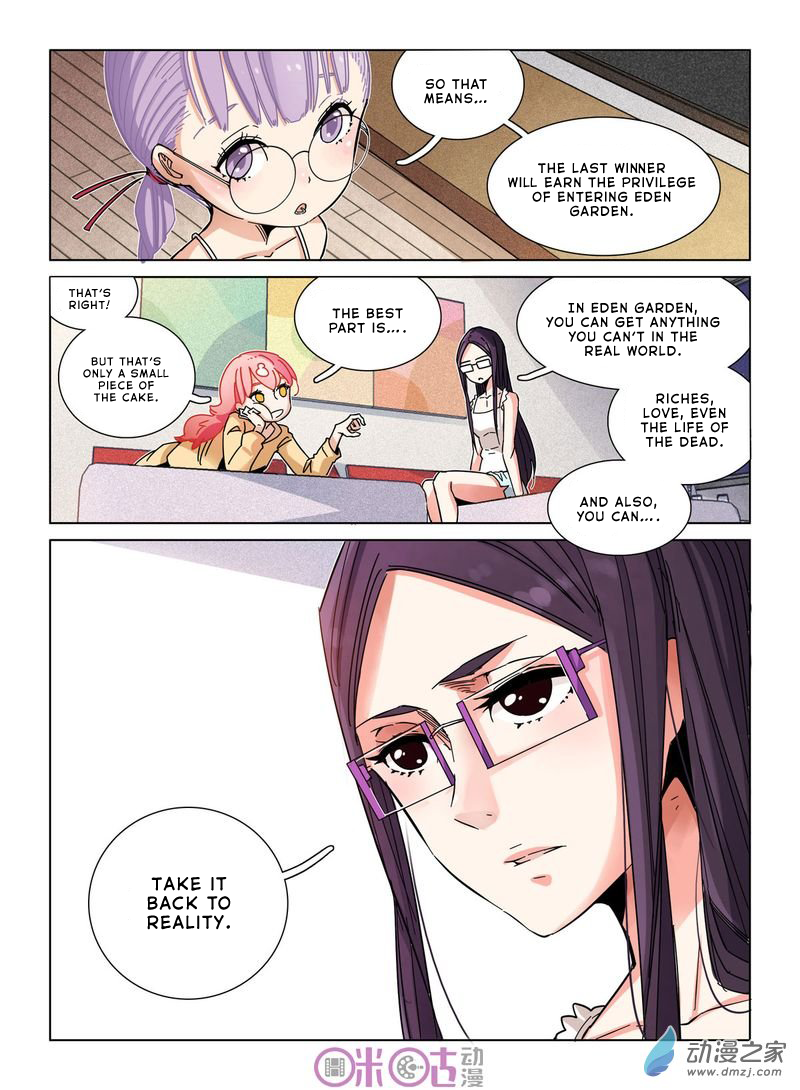 SO THAT
MEANS...
THE LAST WINNER
WILL EARN THE PRIVILEGE
OF ENTERING EDEN
GARDEN.
THAT'S
RIGHT!
BUT THAT'S
ONLY A SMALL
PIECE OF
THE CAKE.
THE BEST
PART IS....
IN EDEN GARDEN,
YOU CAN GET ANYTHING
YOU CAN'T IN THE
REAL WORLD.
RICHES,
LOVE, EVEN
THE LIFE OF
THE DEAD.
AND ALSO,
YOU CAN....
TAKE IT
BACK TO
REALITY.
咪咕动漫
动漫之家
www.dmzj.com